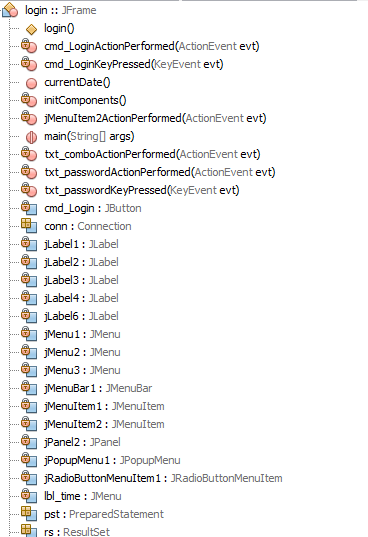 login :: JFrame
login()
cmd_LoginActionPerformed(ActionEvent evt)
cmd_LoginKeyPressed(KeyEvent evt)
currentDate()
initComponents()
jMenuItem2ActionPerformed(ActionEvent evt)
main(String[] args)
txt_comboActionPerformed(ActionEvent evt)
txt_passwordActionPerformed(ActionEvent evt)
txt_passwordKeyPressed(KeyEvent evt)
cmd_Login : JButton
conn : Connection
jLabel1 : JLabel
jLabel2 : JLabel
jLabel3 : JLabel
jLabel4 : JLabel
jLabel6 : JLabel
jMenu1 : JMenu
jMenu2 : JMenu
jMenu3 : JMenu
jMenuBar1 : JMenuBar
jMenuItem1 : JMenuItem
jMenuItem2 : JMenuItem
jPanel2 : JPanel
jPopupMenu1 : JPopupMenu
jRadioButtonMenuItem1 : JRadioButtonMenuItem
lbl_time : JMenu
pst : PreparedStatement
rs : ResultSet